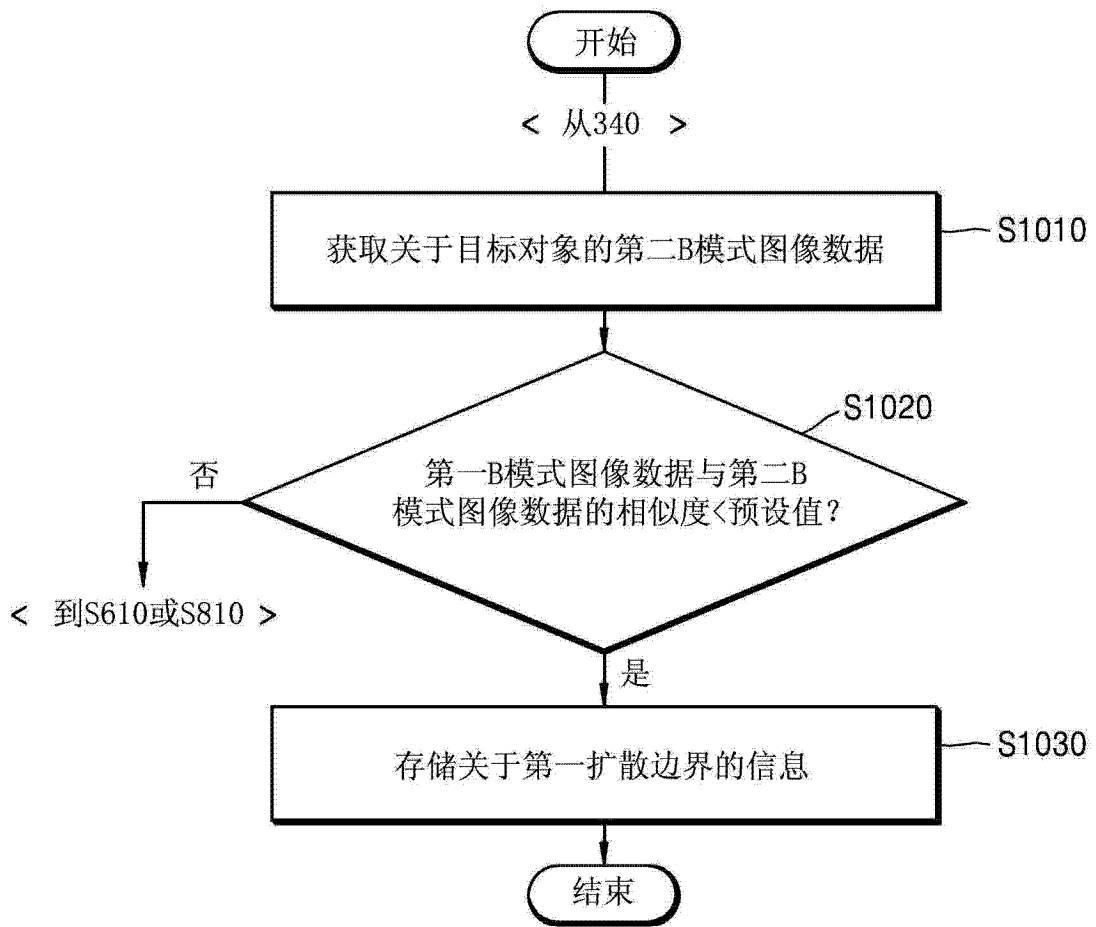 开始
< 从340 >
获取关于目标对象的第二B模式图像数据
S1010
S1020
第一B模式图像数据与第二B
模式图像数据的相似度<预设值?
否
< 到S610或S810 >
是
存储关于第一扩散边界的信息
S1030
结束